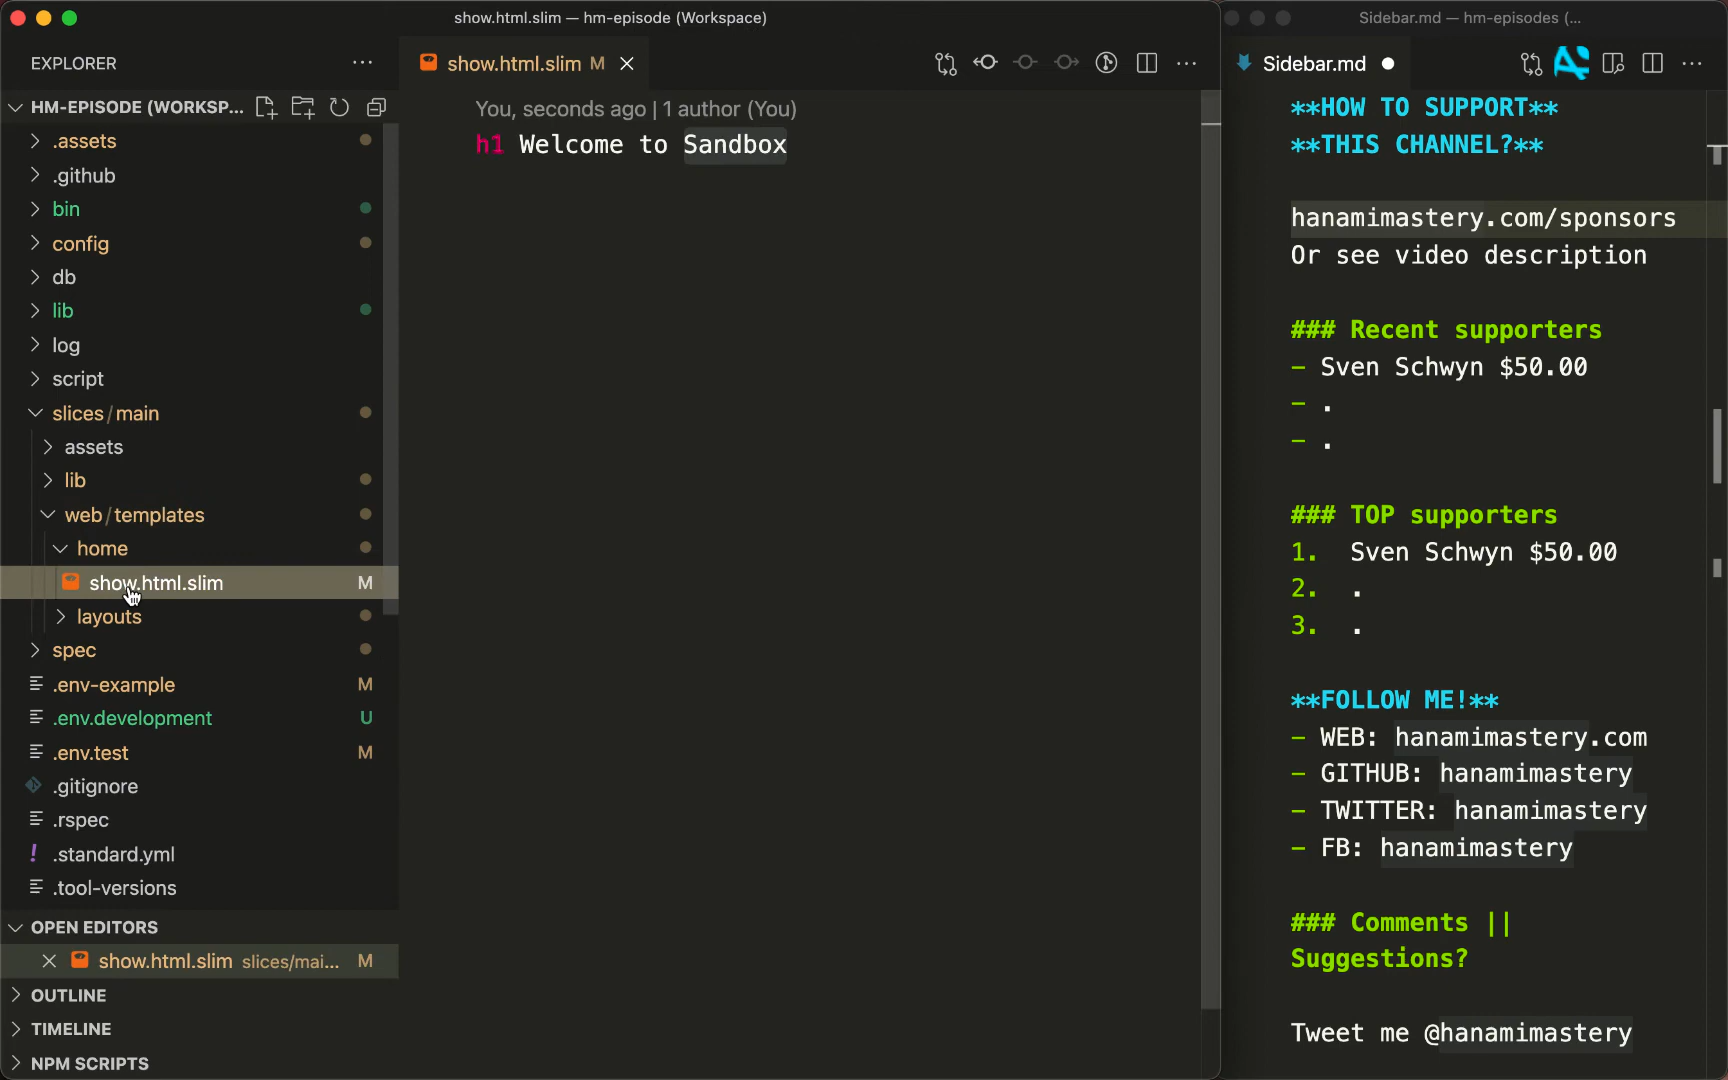 show.html.slim — hm-episode (Workspace)
EXPLORER
HM-EPISODE (WORKSP...
.assets
.github
bin
config
db
lib
log
script
slices/main
assets
lib
web/templates
home
show.html.slim M
layouts
spec
.env-example M
.env.development U
.env.test M
.gitignore
.rspec
! .standard.yml
.tool-versions
OPEN EDITORS
show.html.slim slices/mai... M
OUTLINE
TIMELINE
NPM SCRIPTS
show.html.slim M
You, seconds ago | 1 author (You)
h1 Welcome to Sandbox
Sidebar.md — hm-episodes (...
Sidebar.md
**HOW TO SUPPORT**
**THIS CHANNEL?**
hanamimastery.com/sponsors
Or see video description
### Recent supporters
- Sven Schwyn $50.00
- .
- .
### TOP supporters
1. Sven Schwyn $50.00
2. .
3. .
**FOLLOW ME!**
- WEB: hanamimastery.com
- GITHUB: hanamimastery
- TWITTER: hanamimastery
- FB: hanamimastery
### Comments ||
Suggestions?
Tweet me @hanamimastery